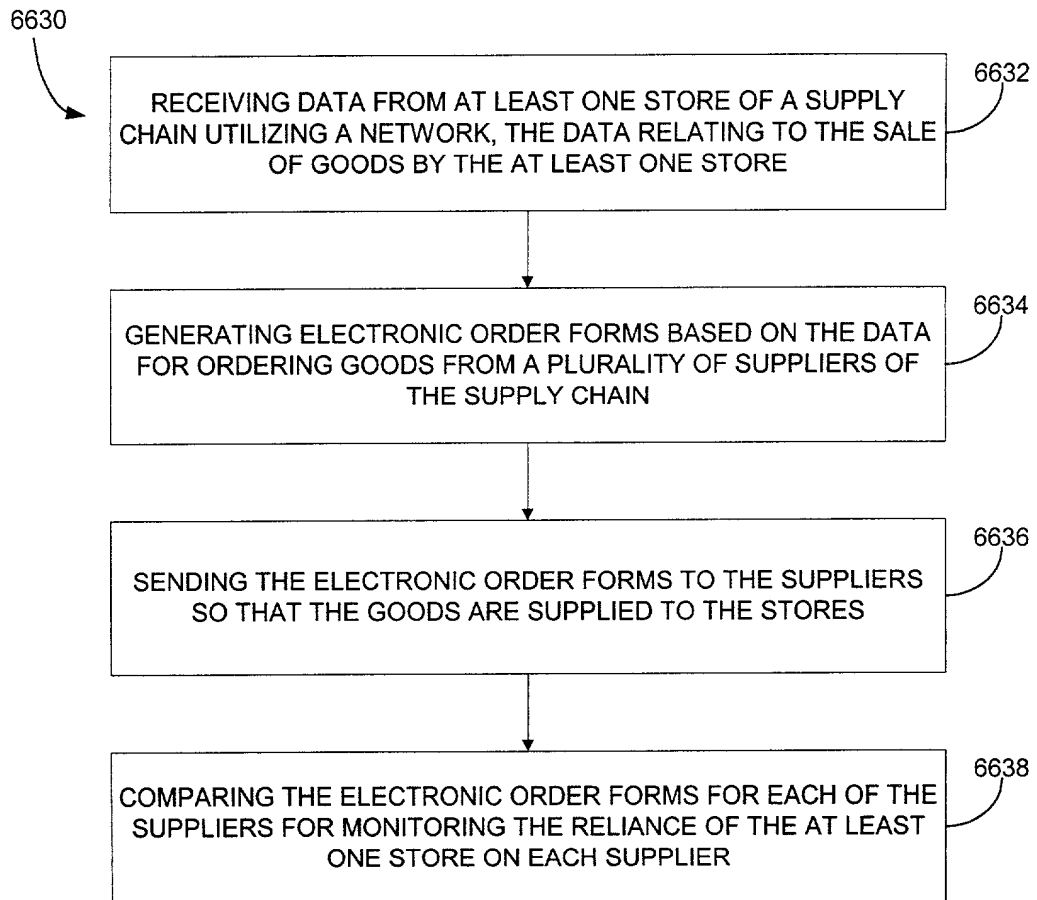 6630
6632
RECEIVING DATA FROM AT LEAST ONE STORE OF A SUPPLY
CHAIN UTILIZING A NETWORK, THE DATA RELATING TO THE SALE
OF GOODS BY THE AT LEAST ONE STORE
6634
GENERATING ELECTRONIC ORDER FORMS BASED ON THE DATA
FOR ORDERING GOODS FROM A PLURALITY OF SUPPLIERS OF
THE SUPPLY CHAIN
6636
SENDING THE ELECTRONIC ORDER FORMS TO THE SUPPLIERS
SO THAT THE GOODS ARE SUPPLIED TO THE STORES
6638
COMPARING THE ELECTRONIC ORDER FORMS FOR EACH OF THE
SUPPLIERS FOR MONITORING THE RELIANCE OF THE AT LEAST
ONE STORE ON EACH SUPPLIER